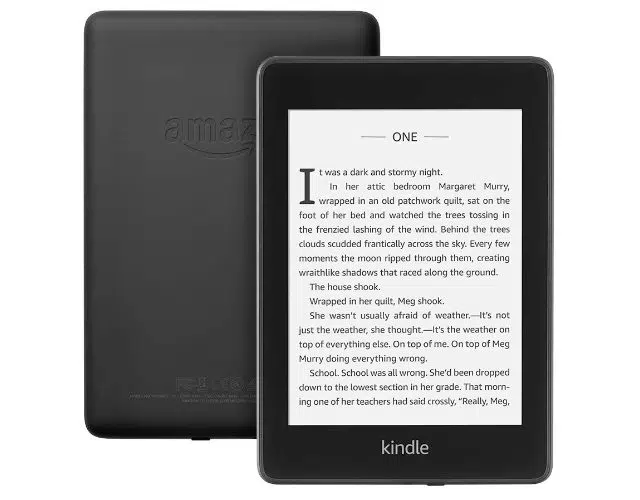 amaz
ONE
It was a dark and stormy night.
In her attic bedroom Margaret Murry,
wrapped in an old patchwork quilt, sat on the
foot of her bed and watched the trees tossing in
the frenzied lashing of the wind. Behind the trees
clouds scudded frantically across the sky. Every few
moments the moon ripped through them, creating
wraithlike shadows that raced along the ground.
The house shook.
Wrapped in her quilt, Meg shook.
She wasn't usually afraid of weather.—It's not
just the weather, she thought.—It's the weather on
top of everything else. On top of me. On top of Meg
Murry doing everything wrong.
School. School was all wrong. She'd been dropped
down to the lowest section in her grade. That morn-
ing one of her teachers had said crossly, “Really, Meg,
kindle